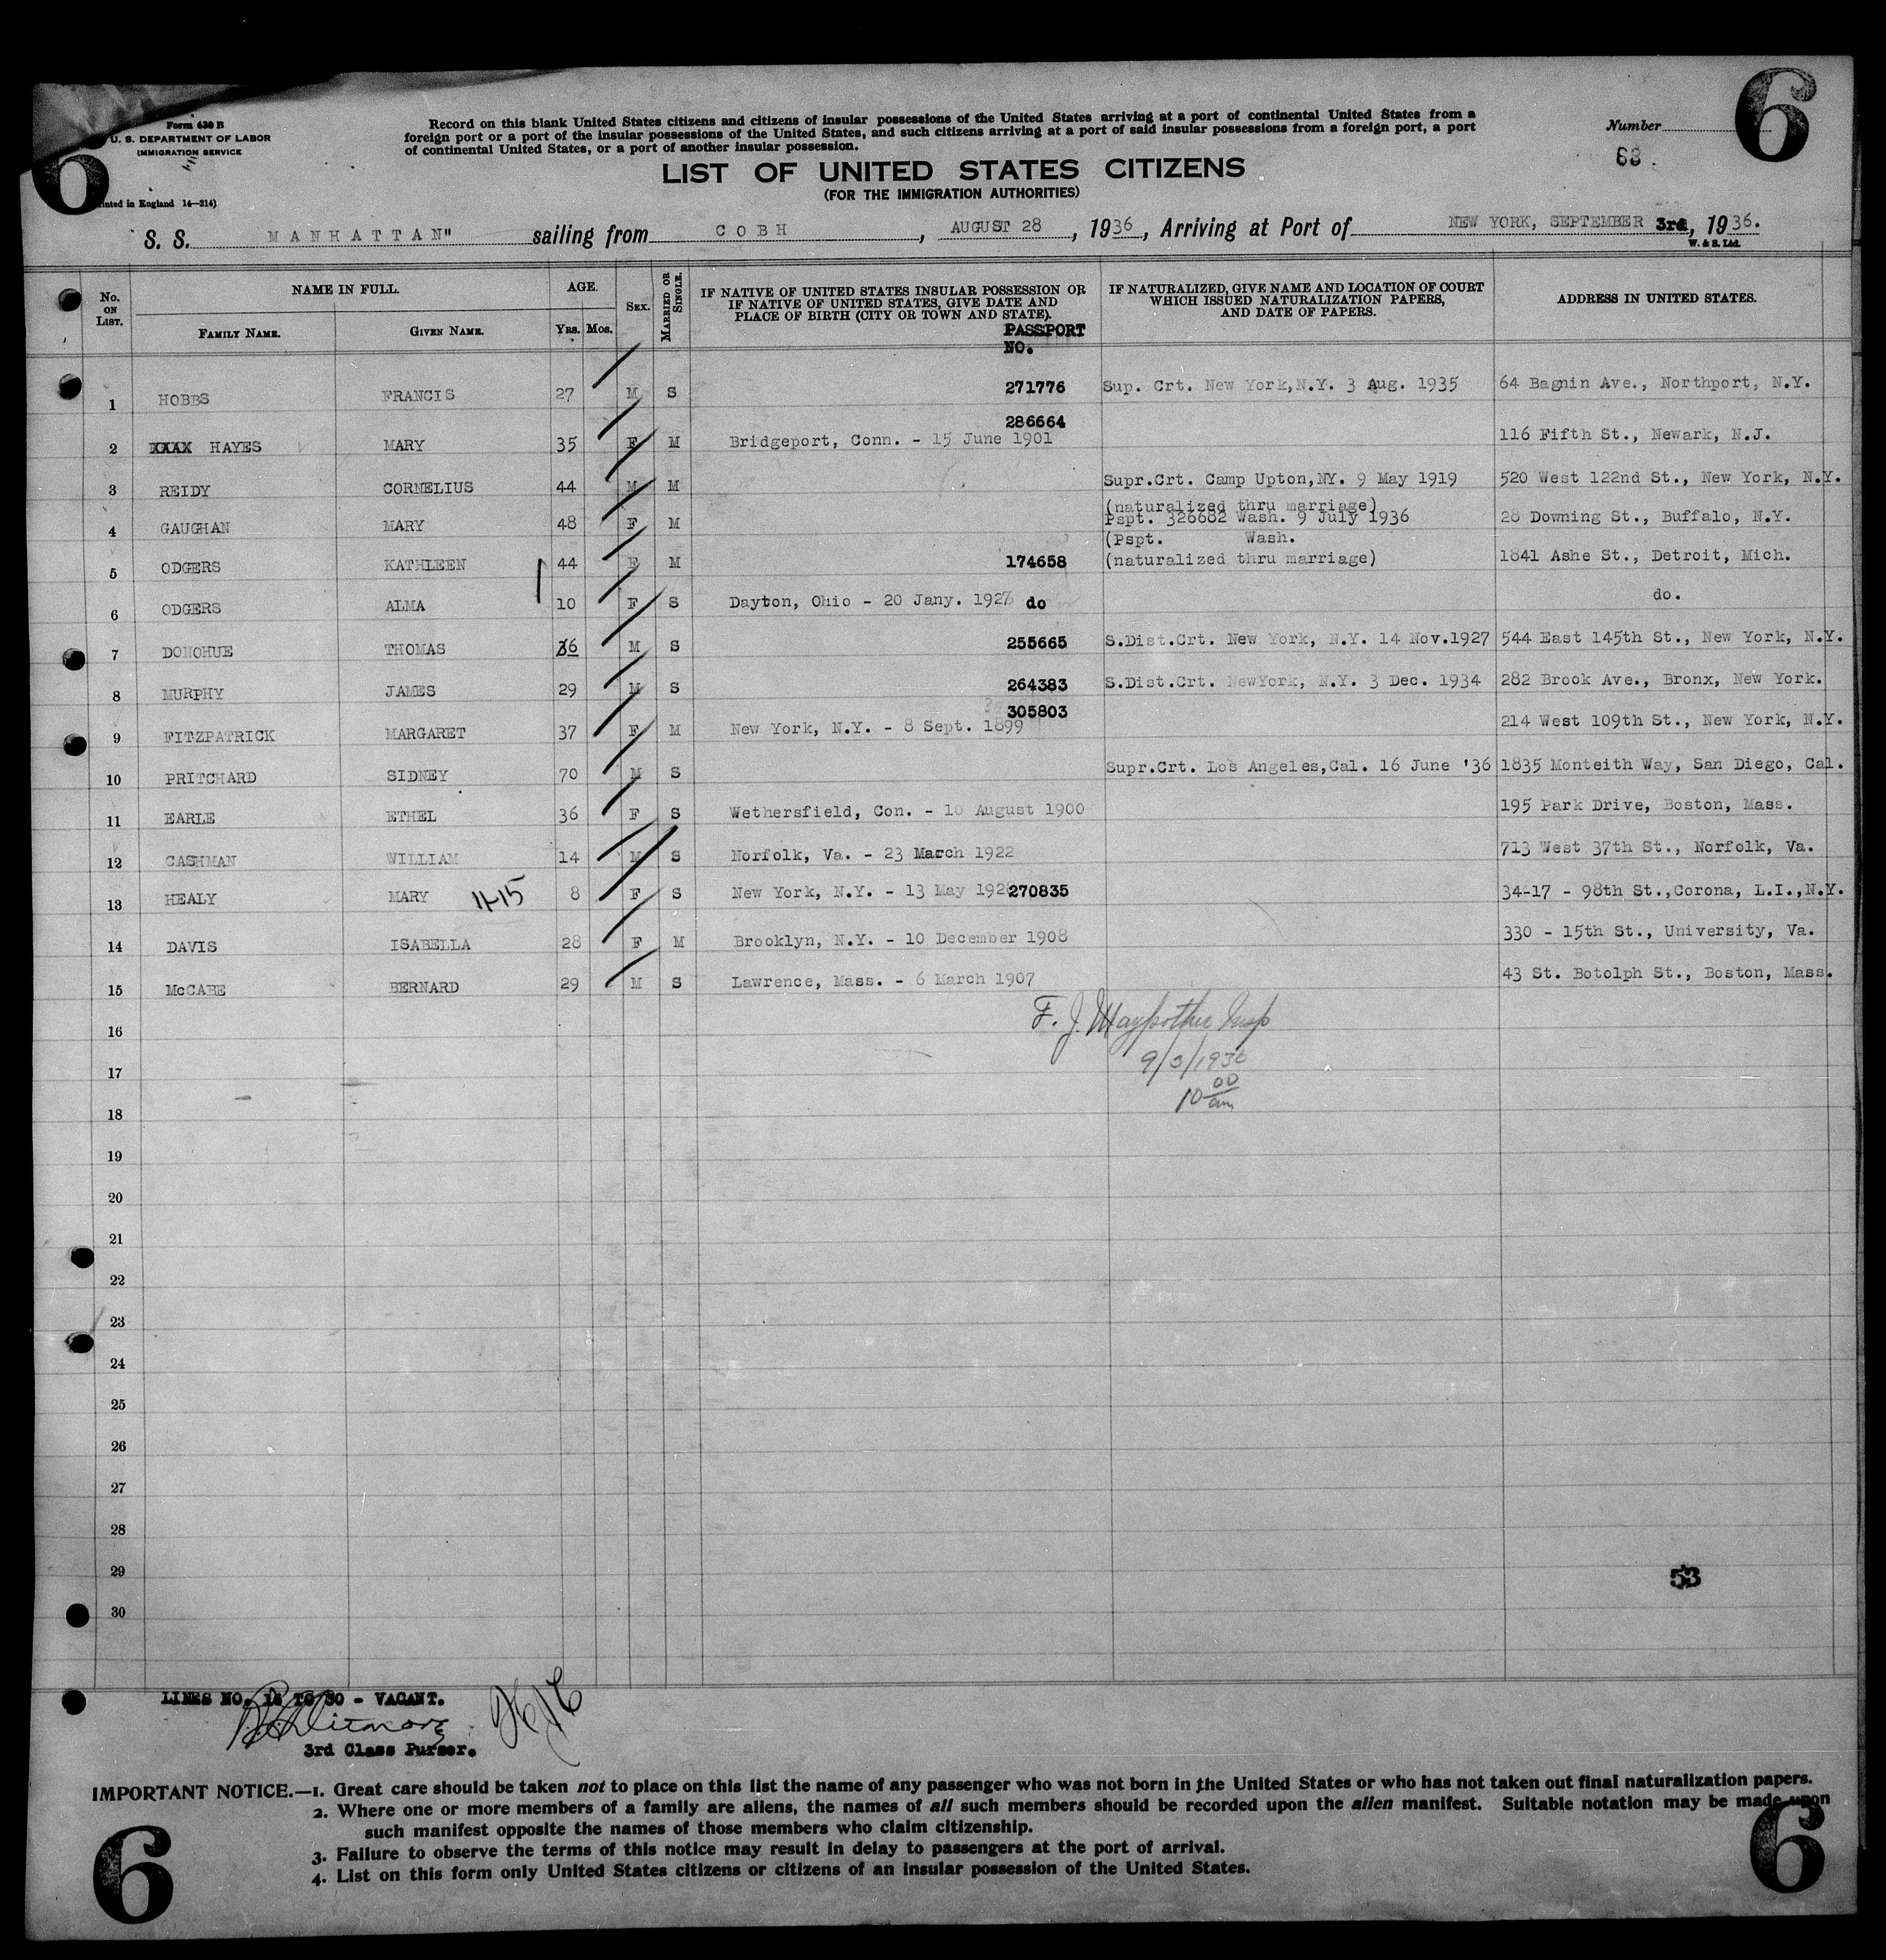 6
6
Form 630 B
U. S. DEPARTMENT OF LABOR
IMMIGRATION SERVICE
(Printed in England 14—214)
Record on this blank United States citizens and citizens of insular possessions of the United States arriving at a port of continental United States from a
foreign port or a port of the insular possessions of the United States, and such citizens arriving at a port of said insular possessions from a foreign port, a port
of continental United States, or a port of another insular possession.
Number
68.
LIST OF UNITED STATES CITIZENS
(FOR THE IMMIGRATION AUTHORITIES)
S. S. MANHATTAN" sailing from COBH, AUGUST 28, 1936, Arriving at Port of NEW YORK, SEPTEMBER 3rd, 1936.
W. & S. Ltd.
No. ON LIST. NAME IN FULL. FAMILY NAME. GIVEN NAME. AGE. YRS. MOS. SEX. MARRIED OR SINGLE.
IF NATIVE OF UNITED STATES INSULAR POSSESSION OR
IF NATIVE OF UNITED STATES, GIVE DATE AND
PLACE OF BIRTH (CITY OR TOWN AND STATE).
PASSPORT
NO.
IF NATURALIZED, GIVE NAME AND LOCATION OF COURT
WHICH ISSUED NATURALIZATION PAPERS,
AND DATE OF PAPERS.
ADDRESS IN UNITED STATES.
1 HOBBS FRANCIS 27 M S 271776 Sup. Crt. New York,N.Y. 3 Aug. 1935 64 Bagnin Ave., Northport, N.Y.
286664
2 XXXX HAYES MARY 35 F M Bridgeport, Conn. - 15 June 1901 116 Fifth St., Newark, N.J.
3 REIDY CORNELIUS 44 M M Supr.Crt. Camp Upton,NY. 9 May 1919 520 West 122nd St., New York, N.Y.
(naturalized thru marriage)
4 GAUGHAN MARY 48 F M Pspt. 326682 Wash. 9 July 1936 28 Downing St., Buffalo, N.Y.
(Pspt. Wash.
5 ODGERS KATHLEEN 44 F M 174658 (naturalized thru marriage) 1841 Ashe St., Detroit, Mich.
6 ODGERS ALMA 10 F S Dayton, Ohio - 20 Jany. 1926 do do.
7 DONOHUE THOMAS 36 M S 255665 S.Dist.Crt. New York, N.Y. 14 Nov.1927 544 East 145th St., New York, N.Y.
8 MURPHY JAMES 29 M S 264383 S.Dist.Crt. NewYork, N.Y. 3 Dec. 1934 282 Brook Ave., Bronx, New York.
305803
9 FITZPATRICK MARGARET 37 F M New York, N.Y. - 8 Sept. 1899 214 West 109th St., New York, N.Y.
10 PRITCHARD SIDNEY 70 M S Supr.Crt. Los Angeles,Cal. 16 June '36 1835 Monteith Way, San Diego, Cal.
11 EARLE ETHEL 36 F S Wethersfield, Con. - 10 August 1900 195 Park Drive, Boston, Mass.
12 CASHMAN WILLIAM 14 M S Norfolk, Va. - 23 March 1922 713 West 37th St., Norfolk, Va.
13 HEALY MARY 8 F S New York, N.Y. - 13 May 1928 270835 34-17 - 98th St.,Corona, L.I.,N.Y.
14 DAVIS ISABELLA 28 F M Brooklyn, N.Y. - 10 December 1908 330 - 15th St., University, Va.
15 McCABE BERNARD 29 M S Lawrence, Mass. - 6 March 1907 43 St. Botolph St., Boston, Mass.
16
F. J. Maypother Insp
17
9/3/1936
18
10 00 am
19
20
21
22
23
24
25
26
27
28
29
53
30
LINES NO. 16 TO 30 - VACANT.
3rd Class Purser.
IMPORTANT NOTICE.—1. Great care should be taken not to place on this list the name of any passenger who was not born in the United States or who has not taken out final naturalization papers.
2. Where one or more members of a family are aliens, the names of all such members should be recorded upon the alien manifest. Suitable notation may be made upon
such manifest opposite the names of those members who claim citizenship.
3. Failure to observe the terms of this notice may result in delay to passengers at the port of arrival.
4. List on this form only United States citizens or citizens of an insular possession of the United States.
6
6